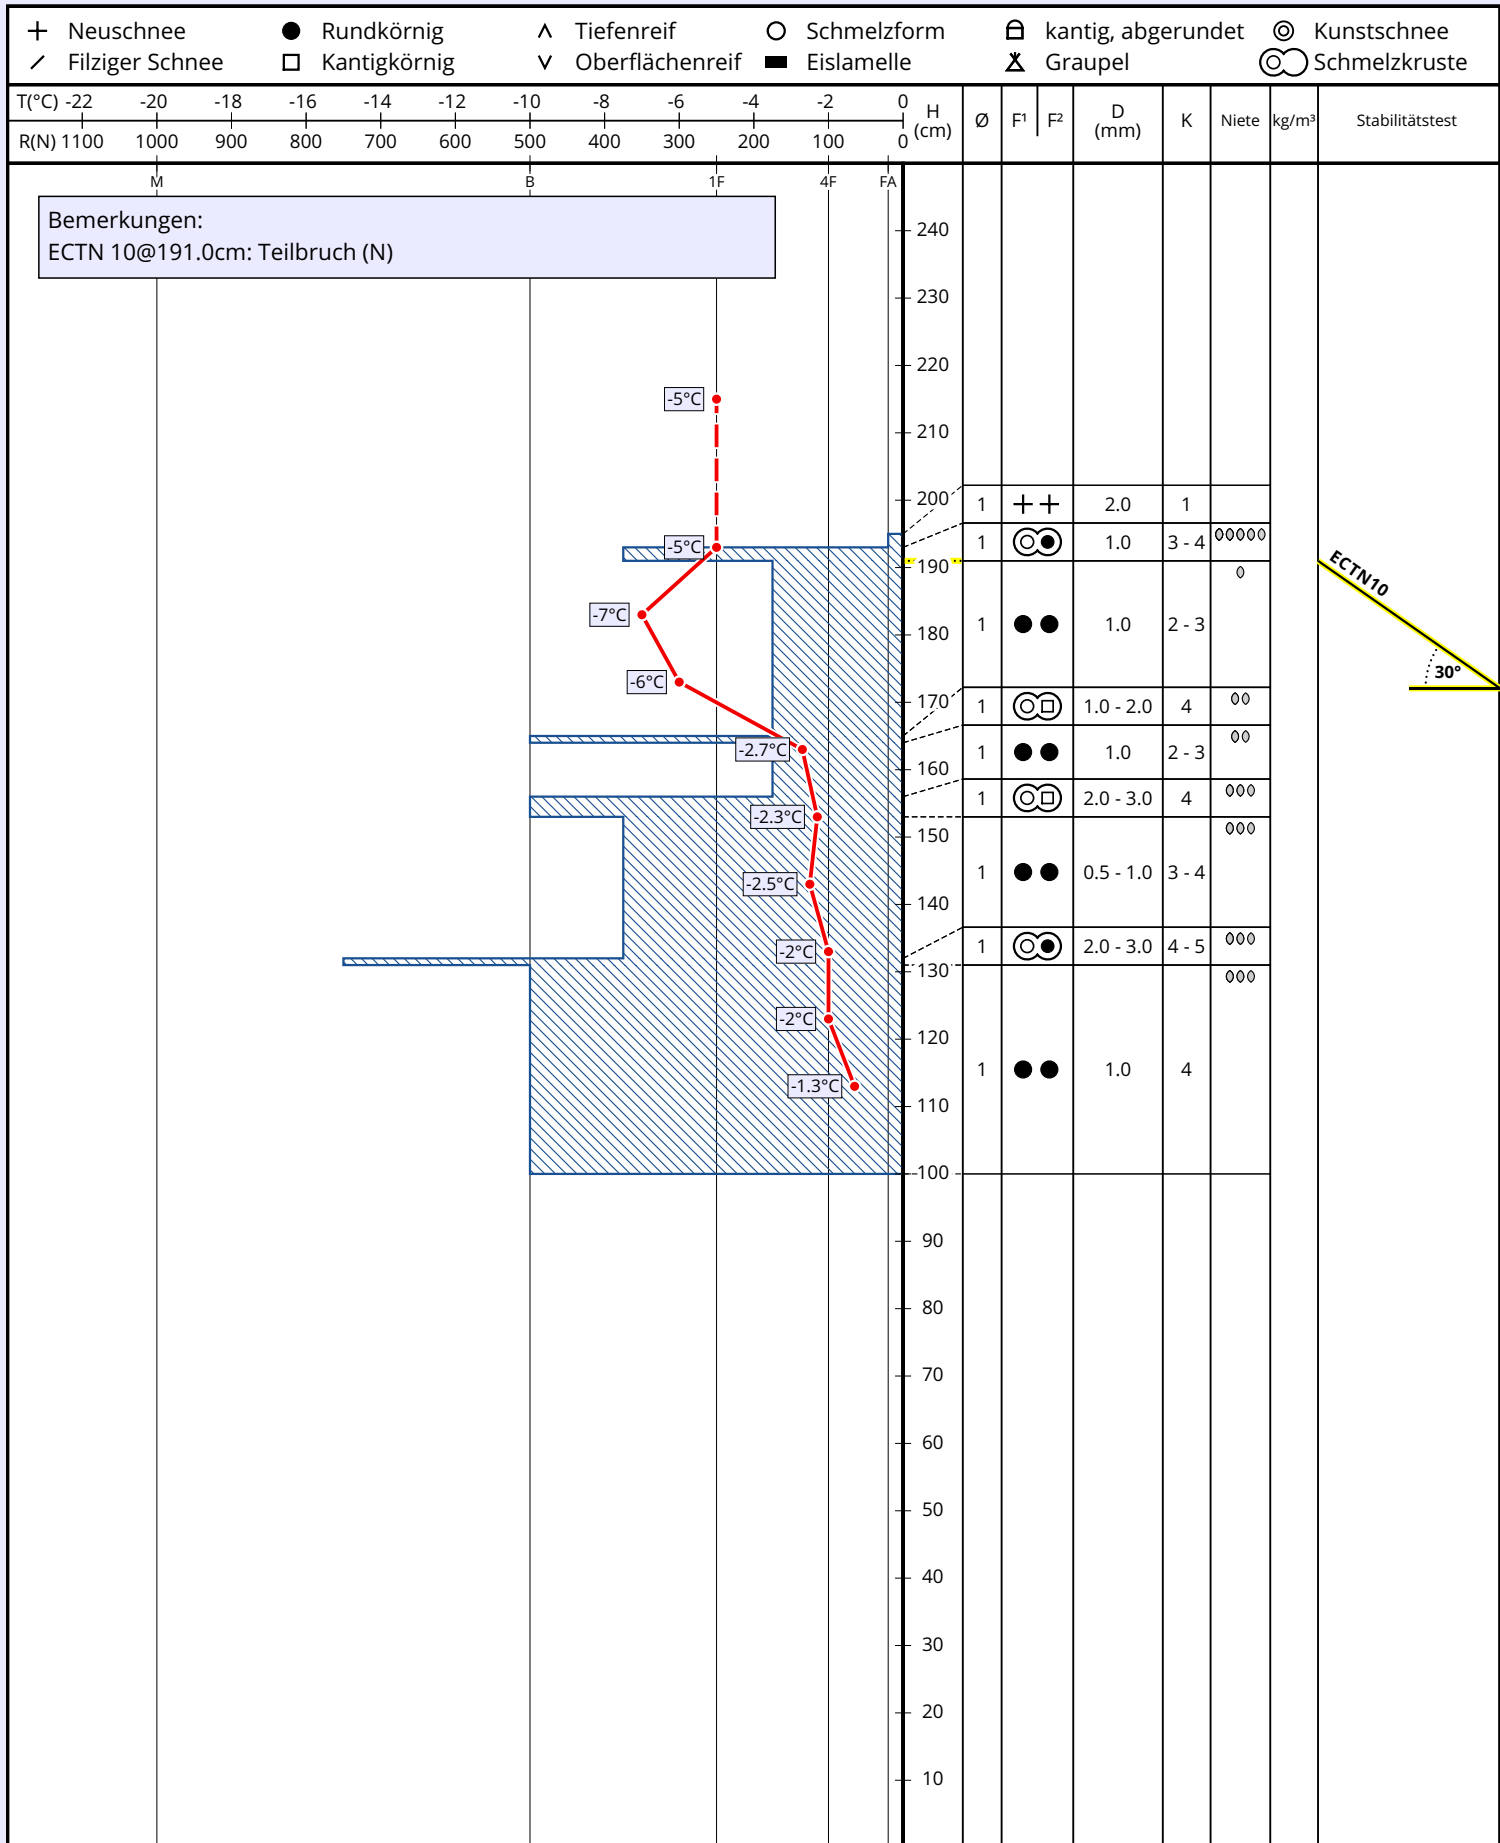 Neuschnee Rundkörnig Tiefenreif Schmelzform kantig, abgerundet Kunstschnee
Filziger Schnee Kantigkörnig Oberflächenreif Eislamelle Graupel Schmelzkruste
T(°C) -22 -20 -18 -16 -14 -12 -10 -8 -6 -4 -2 0
R(N) 1100 1000 900 800 700 600 500 400 300 200 100 0
H (cm) Ø F¹ F² D (mm) K Niete kg/m³ Stabilitätstest
M B 1F 4F FA
Bemerkungen:
ECTN 10@191.0cm: Teilbruch (N)
240
230
220
-5°C
210
200 1 2.0 1
-5°C 1 1.0 3 - 4
190
ECTN10
-7°C
180 1 1.0 2 - 3
-6°C 30°
170 1 1.0 - 2.0 4
-2.7°C 1 1.0 2 - 3
160
1 2.0 - 3.0 4
-2.3°C
150
-2.5°C 1 0.5 - 1.0 3 - 4
140
-2°C 1 2.0 - 3.0 4 - 5
130
-2°C
120
1 1.0 4
-1.3°C
110
100
90
80
70
60
50
40
30
20
10